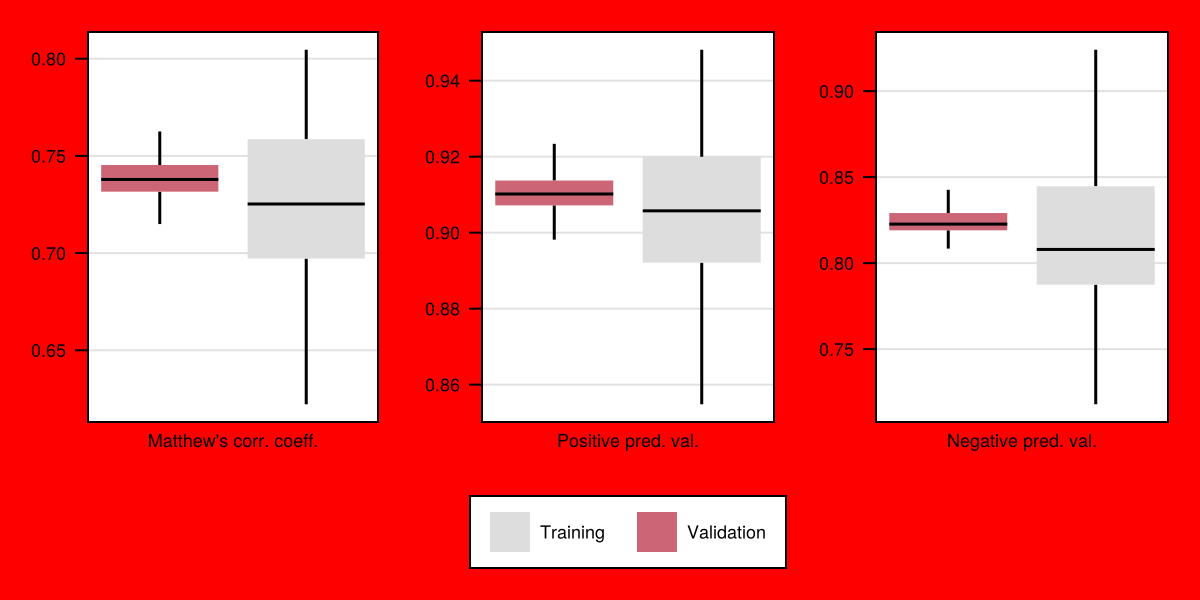 0.80
0.75
0.70
0.65
Matthew's corr. coeff.
0.94
0.92
0.90
0.88
0.86
Positive pred. val.
0.90
0.85
0.80
0.75
Negative pred. val.
Training
Validation